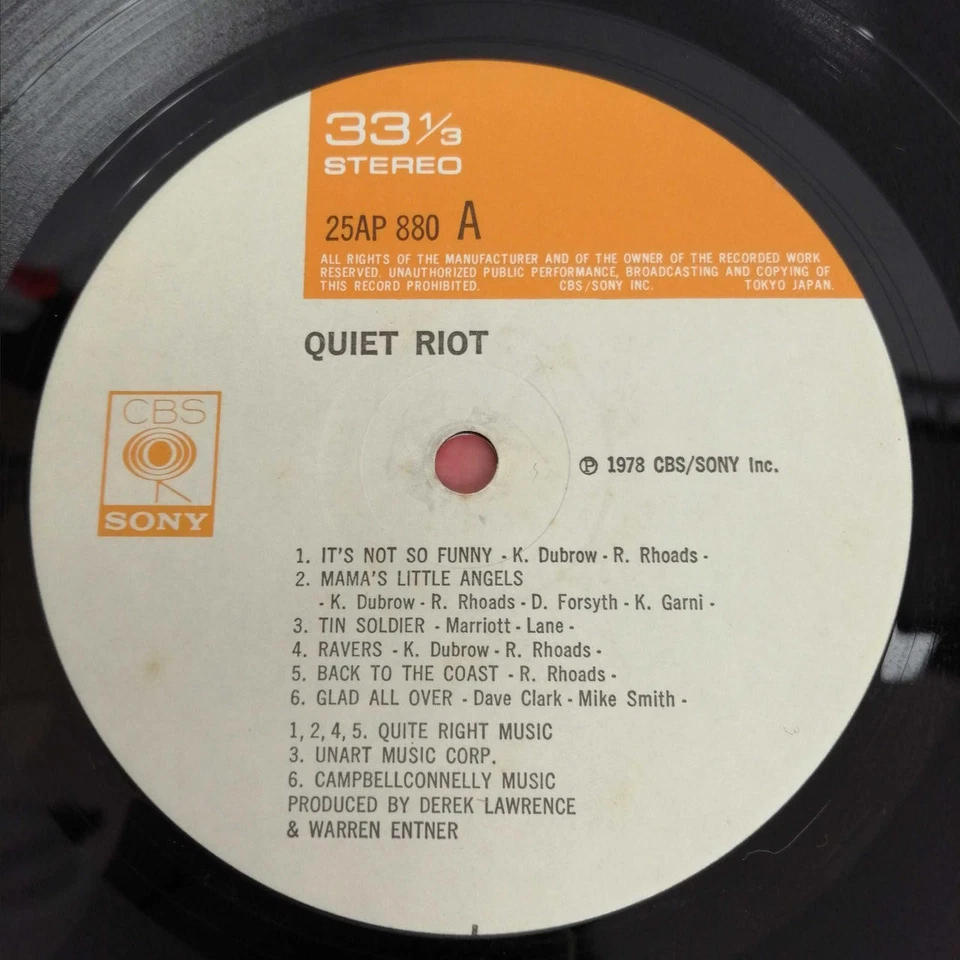 33 1/3
STEREO
25AP 880 A
ALL RIGHTS OF THE MANUFACTURER AND OF THE OWNER OF THE RECORDED WORK
RESERVED. UNAUTHORIZED PUBLIC PERFORMANCE, BROADCASTING AND COPYING OF
THIS RECORD PROHIBITED. CBS/SONY INC. TOKYO JAPAN.
QUIET RIOT
CBS
SONY
℗ 1978 CBS/SONY Inc.
1. IT'S NOT SO FUNNY - K. Dubrow - R. Rhoads -
2. MAMA'S LITTLE ANGELS
- K. Dubrow - R. Rhoads - D. Forsyth - K. Garni -
3. TIN SOLDIER - Marriott - Lane -
4. RAVERS - K. Dubrow - R. Rhoads -
5. BACK TO THE COAST - R. Rhoads -
6. GLAD ALL OVER - Dave Clark - Mike Smith -
1, 2, 4, 5. QUITE RIGHT MUSIC
3. UNART MUSIC CORP.
6. CAMPBELLCONNELLY MUSIC
PRODUCED BY DEREK LAWRENCE
& WARREN ENTNER